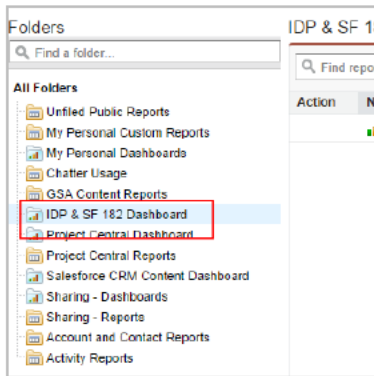 Folders
Find a folder...
All Folders
Unfiled Public Reports
My Personal Custom Reports
My Personal Dashboards
Chatter Usage
GSA Content Reports
IDP & SF 182 Dashboard
Project Central Dashboard
Project Central Reports
Salesforce CRM Content Dashboard
Sharing - Dashboards
Sharing - Reports
Account and Contact Reports
Activity Reports
IDP & SF 1
Find repo
Action N